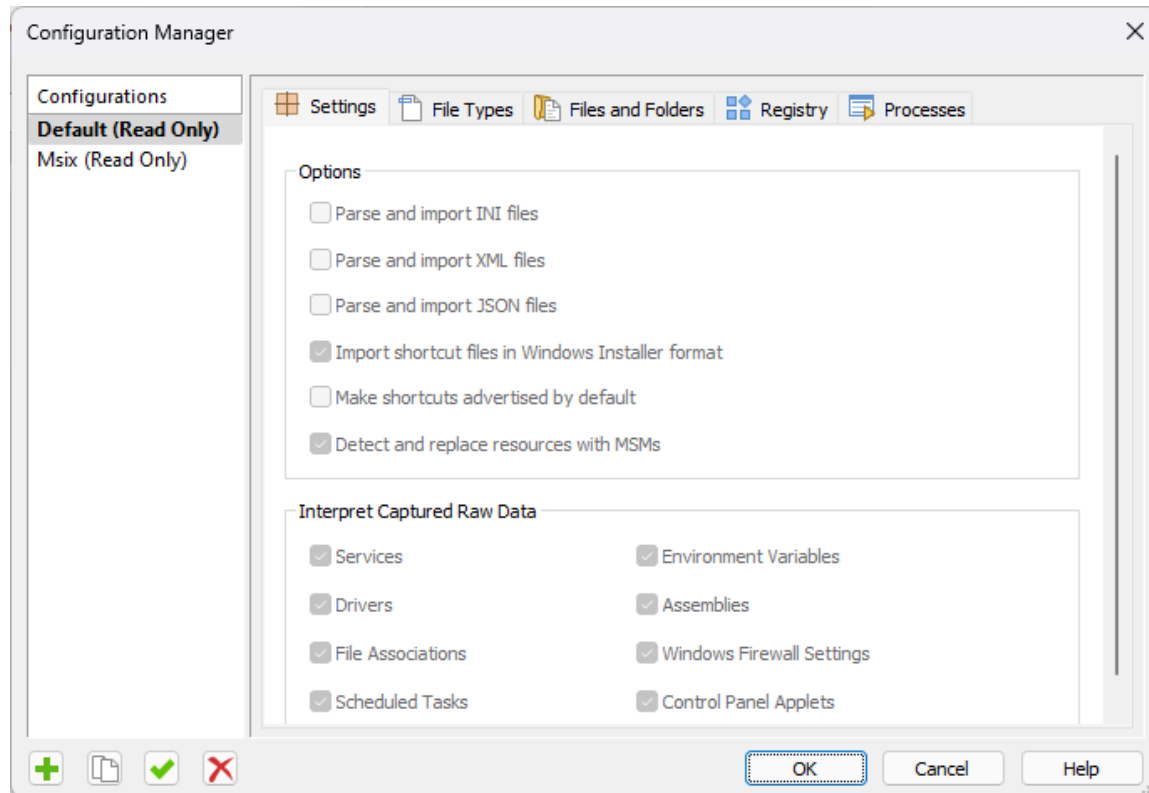 Configuration Manager
Configurations
Default (Read Only)
Msix (Read Only)
Settings File Types Files and Folders Registry Processes
Options
Parse and import INI files
Parse and import XML files
Parse and import JSON files
Import shortcut files in Windows Installer format
Make shortcuts advertised by default
Detect and replace resources with MSMs
Interpret Captured Raw Data
Services Environment Variables
Drivers Assemblies
File Associations Windows Firewall Settings
Scheduled Tasks Control Panel Applets
OK Cancel Help